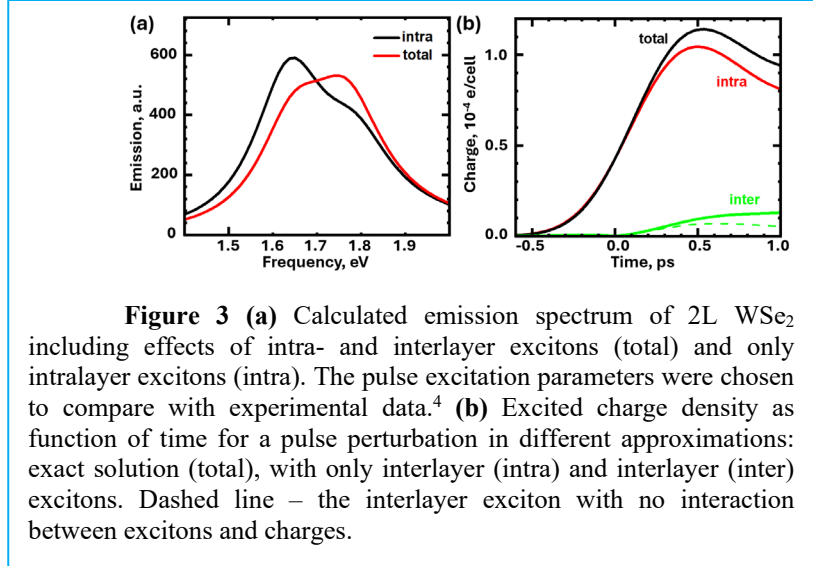 (a)
intra
total
600
400
200
0
Emission, a.u.
1.5 1.6 1.7 1.8 1.9
Frequency, eV
(b)
total
intra
inter
1.0
0.5
0.0
Charge, 10⁻⁴ e/cell
-0.5 0.0 0.5 1.0
Time, ps
Figure 3 (a) Calculated emission spectrum of 2L WSe₂
including effects of intra- and interlayer excitons (total) and only
intralayer excitons (intra). The pulse excitation parameters were chosen
to compare with experimental data.⁴ (b) Excited charge density as
function of time for a pulse perturbation in different approximations:
exact solution (total), with only interlayer (intra) and interlayer (inter)
excitons. Dashed line – the interlayer exciton with no interaction
between excitons and charges.